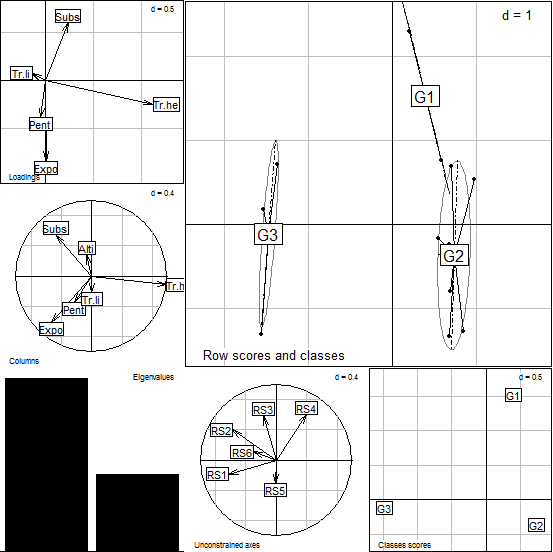 d = 0.5
Subs
Tr.li
Tr.he
Pent
Expo
Loadings
d = 1
G1
G3
G2
Row scores and classes
d = 0.4
Subs
Alti
Tr.h
Tr.li
Pent
Expo
Columns
Eigenvalues
d = 0.4
RS3
RS4
RS2
RS6
RS1
RS5
Unconstrained axes
d = 0.5
G1
G3
G2
Classes scores